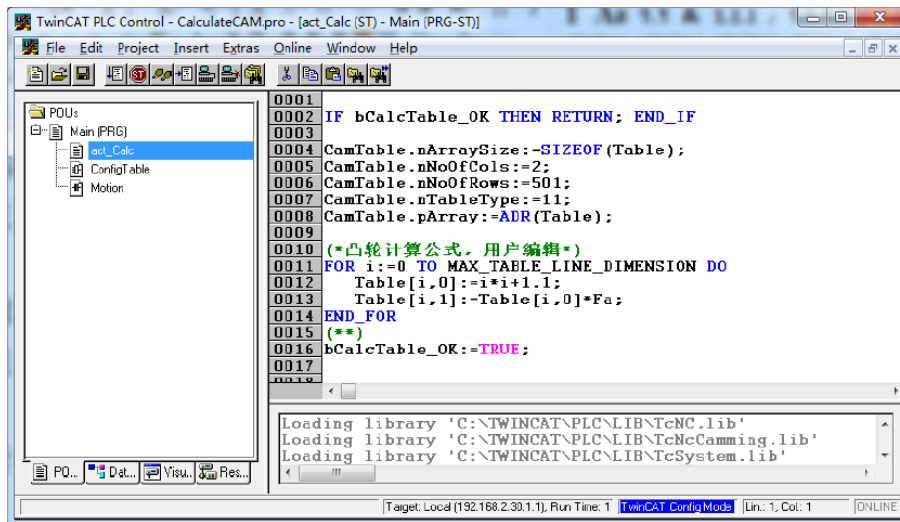 TwinCAT PLC Control - CalculateCAM.pro - [act_Calc (ST) - Main (PRG-ST)]
File Edit Project Insert Extras Online Window Help
POUs
Main (PRG)
act_Calc
ConfigTable
Motion
PO... Dat... Visu.. Res...
0001
0002 IF bCalcTable_OK THEN RETURN; END_IF
0003
0004 CamTable.nArraySize:=SIZEOF(Table);
0005 CamTable.nNoOfCols:=2;
0006 CamTable.nNoOfRows:=501;
0007 CamTable.nTableType:=11;
0008 CamTable.pArray:=ADR(Table);
0009
0010 (*凸轮计算公式，用户编辑*)
0011 FOR i:=0 TO MAX_TABLE_LINE_DIMENSION DO
0012 Table[i,0]:=i*i+1.1;
0013 Table[i,1]:=Table[i,0]*Fa;
0014 END_FOR
0015 (**)
0016 bCalcTable_OK:=TRUE;
0017
0018
Loading library 'C:\TWINCAT\PLC\LIB\TcNC.lib'
Loading library 'C:\TWINCAT\PLC\LIB\TcNcCamming.lib'
Loading library 'C:\TWINCAT\PLC\LIB\TcSystem.lib'
Target: Local (192.168.2.30.1.1), Run Time: 1 TwinCAT Config Mode Lin.: 1, Col.: 1 ONLINE